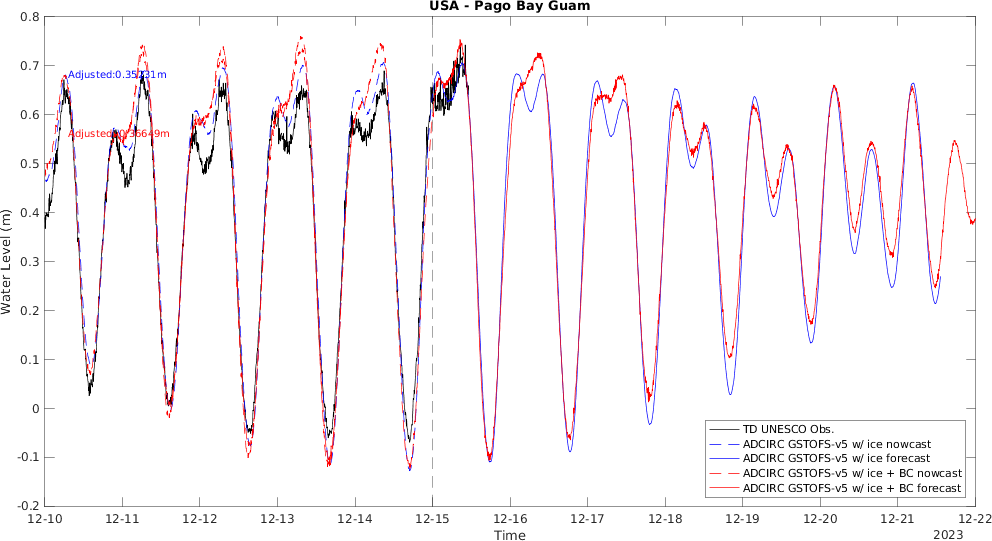 USA - Pago Bay Guam
0.8
0.7
0.6
0.5
0.4
0.3
0.2
0.1
0
-0.1
-0.2
Water Level (m)
Adjusted:0.35231m
Adjusted:0.36649m
TD UNESCO Obs.
ADCIRC GSTOFS-v5 w/ ice nowcast
ADCIRC GSTOFS-v5 w/ ice forecast
ADCIRC GSTOFS-v5 w/ ice + BC nowcast
ADCIRC GSTOFS-v5 w/ ice + BC forecast
12-10 12-11 12-12 12-13 12-14 12-15 12-16 12-17 12-18 12-19 12-20 12-21 12-22
Time
2023